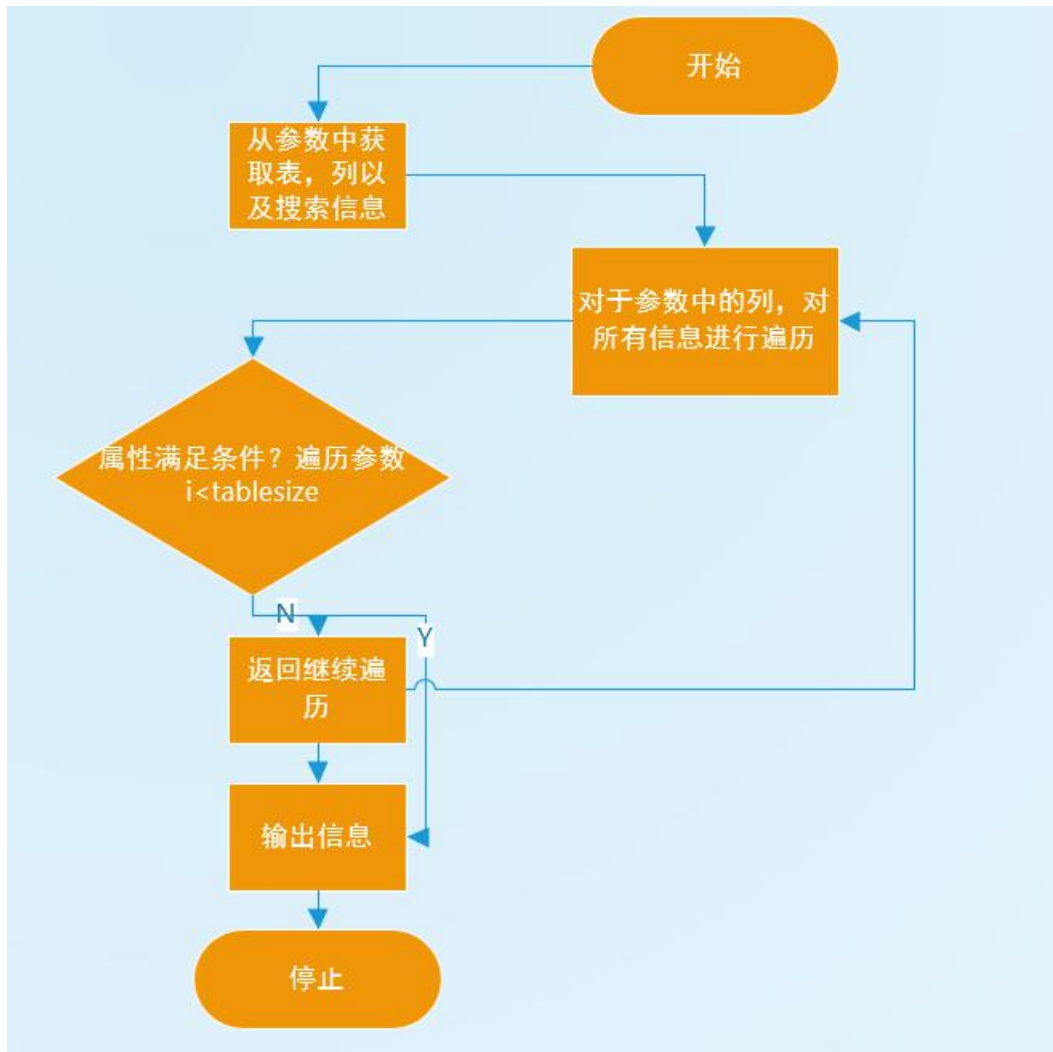 开始
从参数中获
取表，列以
及搜索信息
对于参数中的列，对
所有信息进行遍历
属性满足条件？遍历参数
i<tablesize
N
Y
返回继续遍
历
输出信息
停止